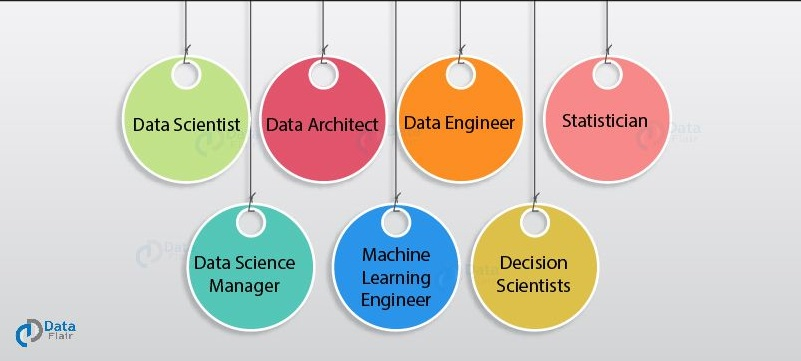 Data Scientist
Data Architect
Data Engineer
Statistician
Data Science
Manager
Machine
Learning
Engineer
Decision
Scientists
Data
Flair